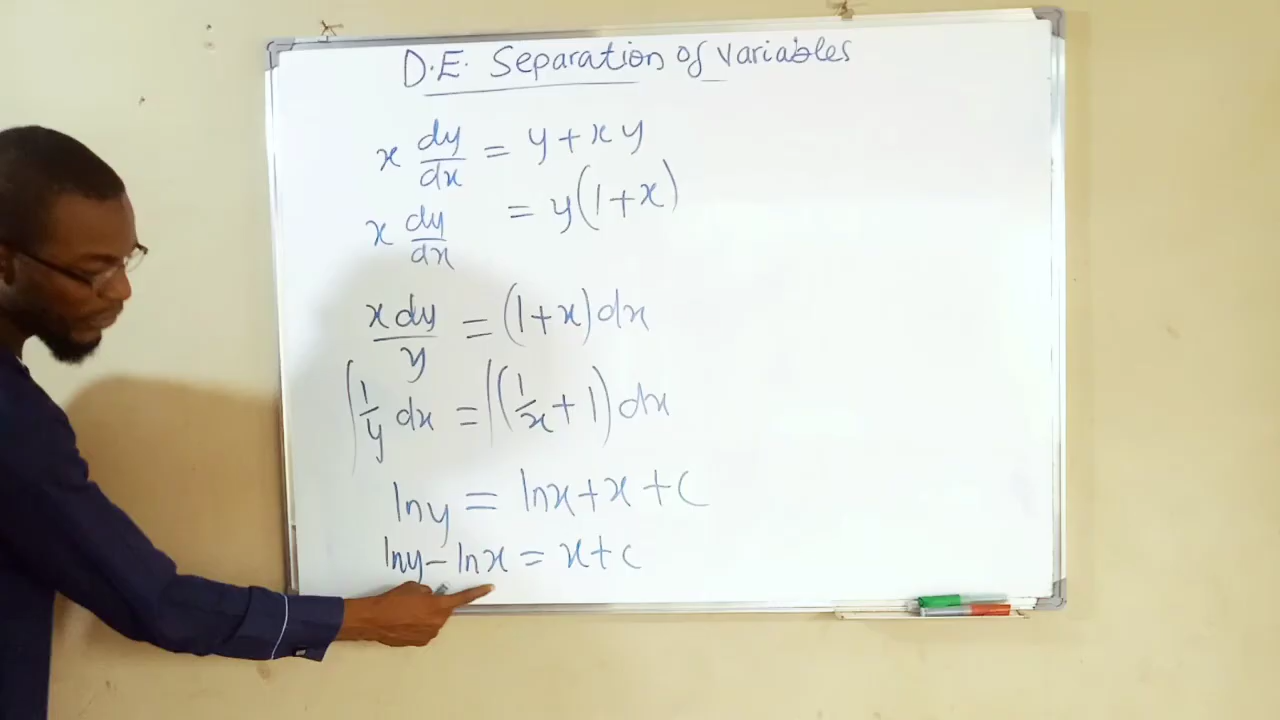 D.E. Separation of variables
x dy/dx = y + x y
x dy/dx = y(1+x)
x dy/y = (1+x)dx
∫ 1/y dx = ∫(1/x + 1)dx
ln y = ln x + x + c
ln y - ln x = x + c